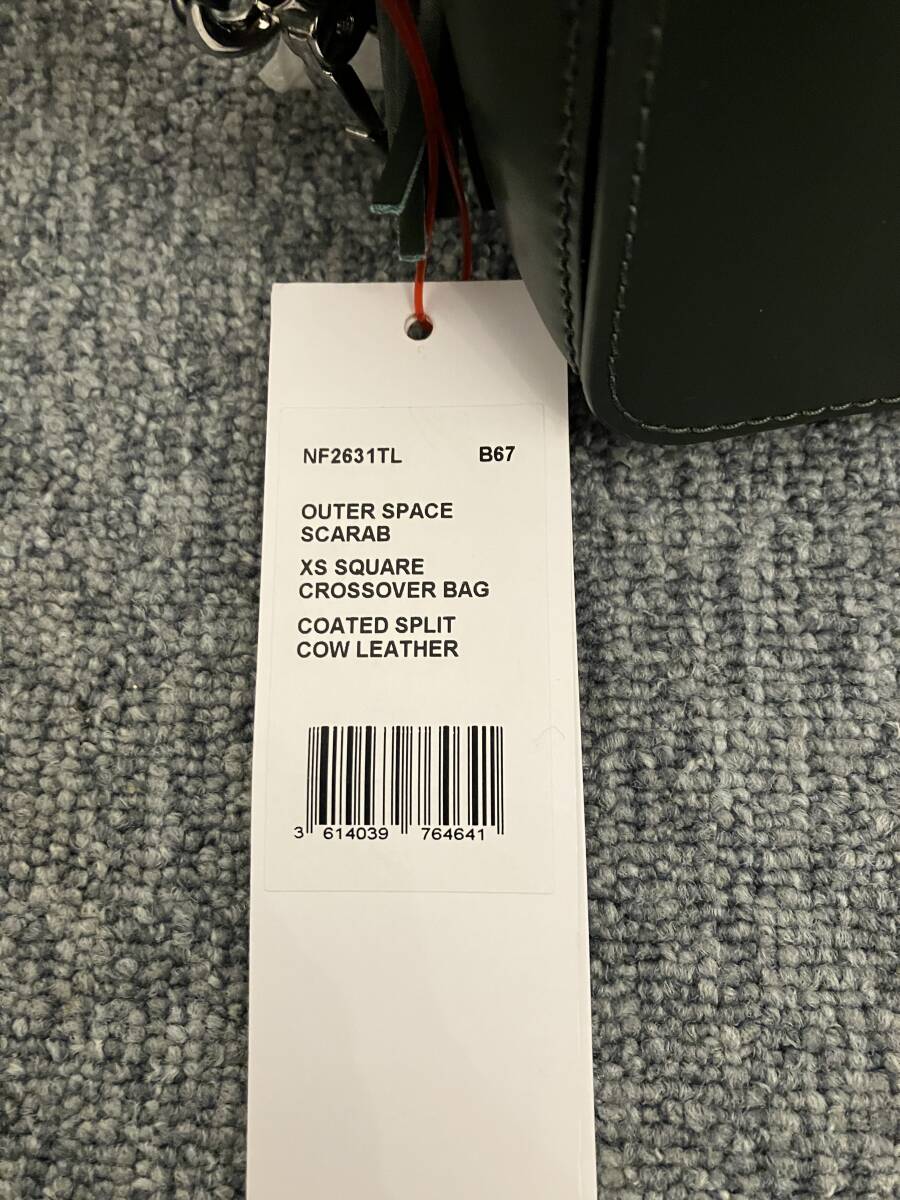 NF2631TL B67
OUTER SPACE
SCARAB
XS SQUARE
CROSSOVER BAG
COATED SPLIT
COW LEATHER
3 614039 764641